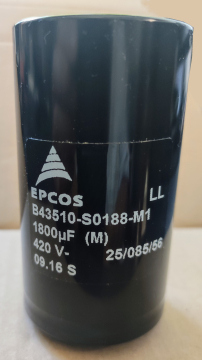 EPCOS
LL
B43510-S0188-M1
1800µF (M)
420 V-
25/085/56
09.16 S